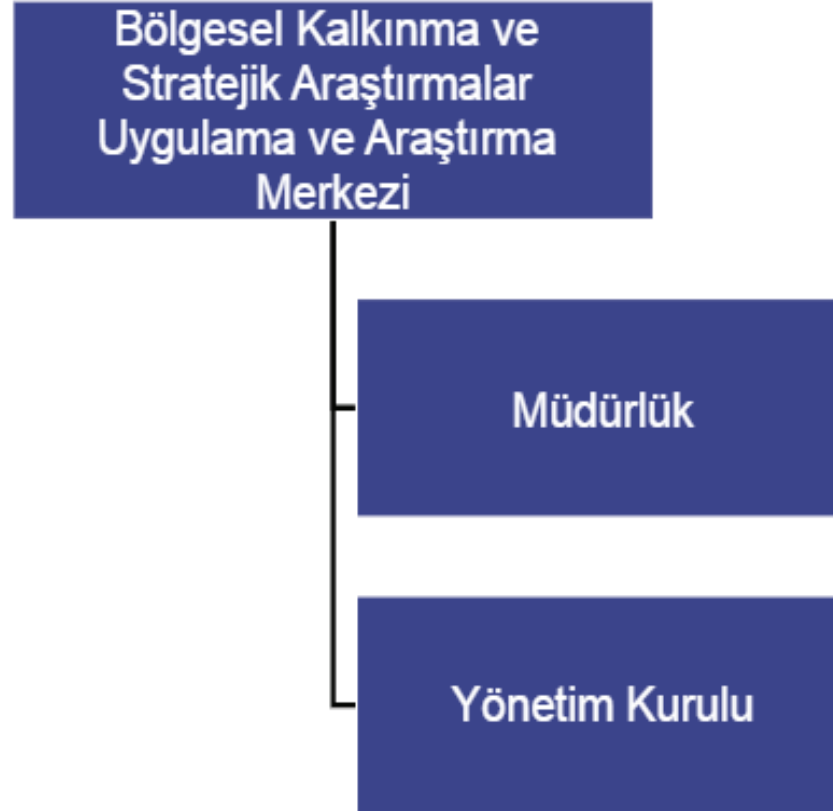 Bölgesel Kalkınma ve
Stratejik Araştırmalar
Uygulama ve Araştırma
Merkezi
Müdürlük
Yönetim Kurulu